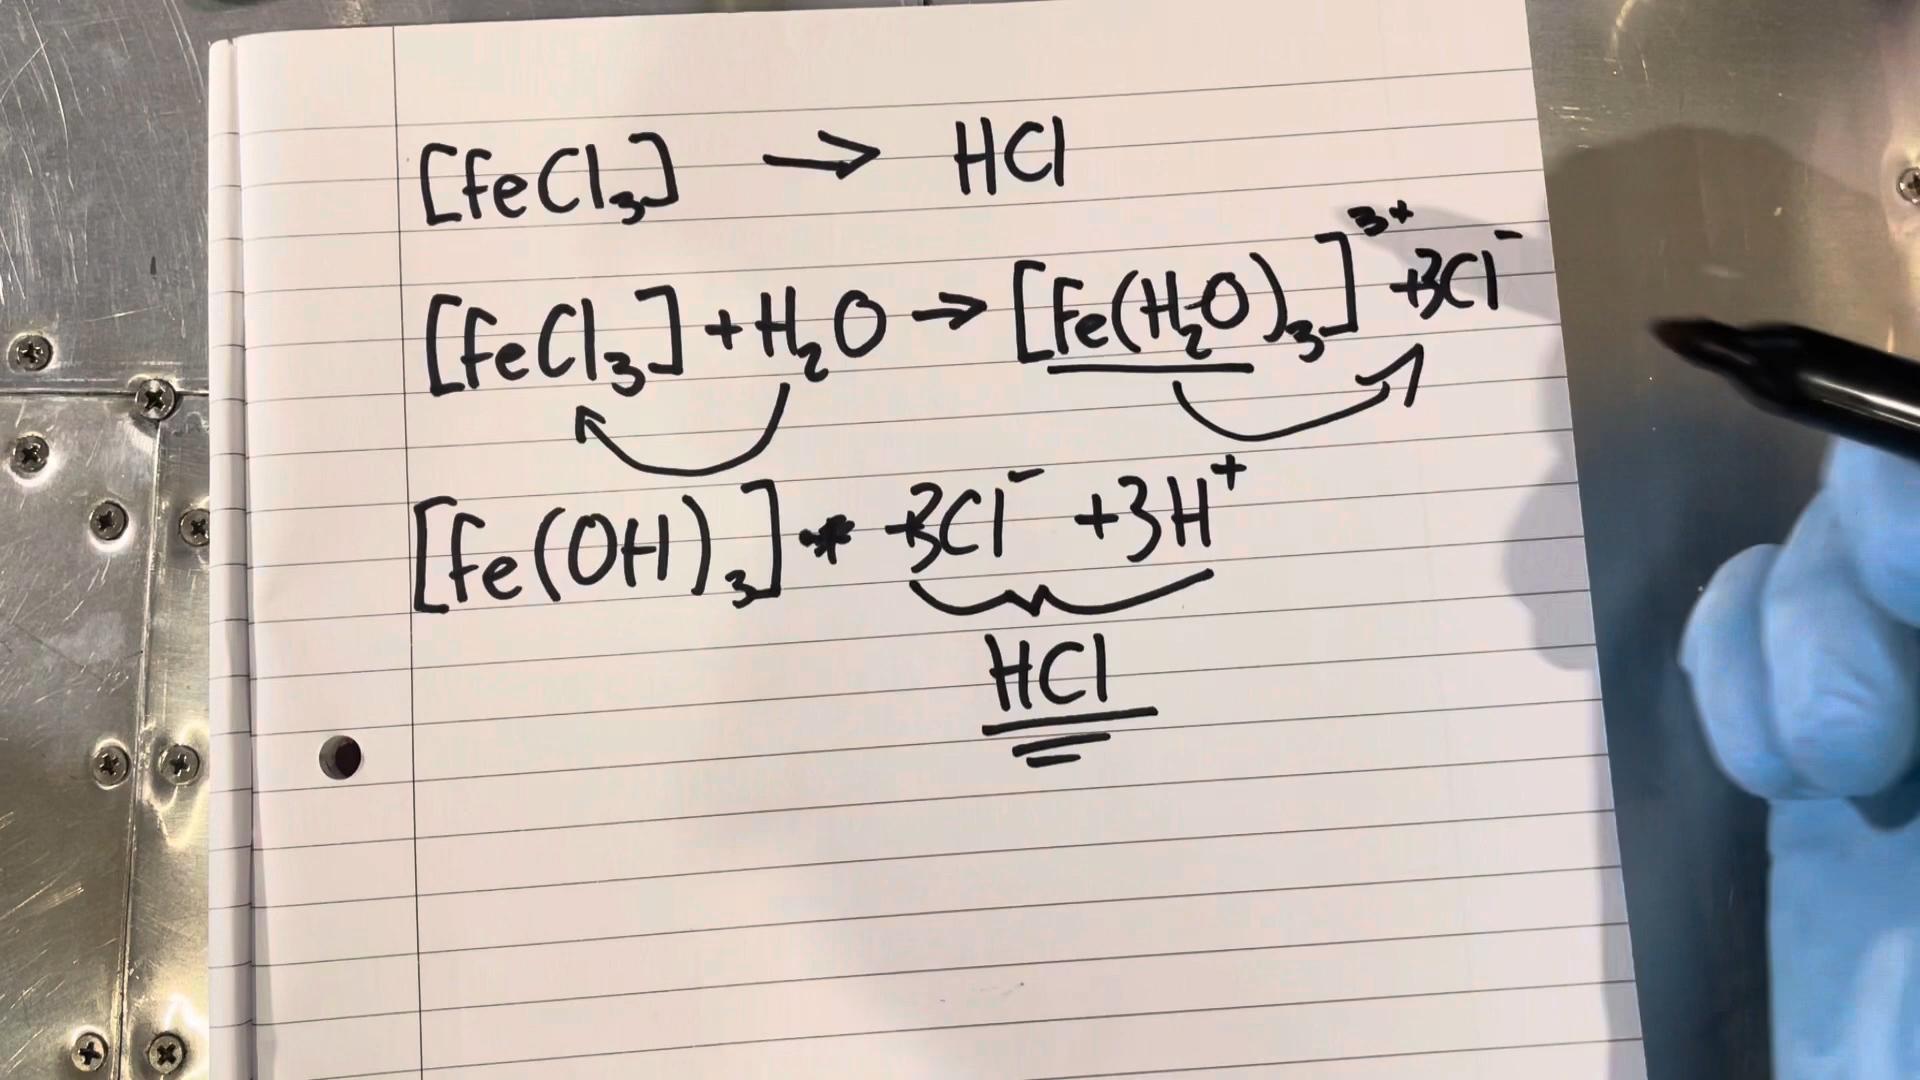 [FeCl₃] → HCl
[FeCl₃] + H₂O → [Fe(H₂O)₃]³⁺ +3Cl⁻
[Fe(OH)₃] +3Cl⁻ +3H⁺
HCl